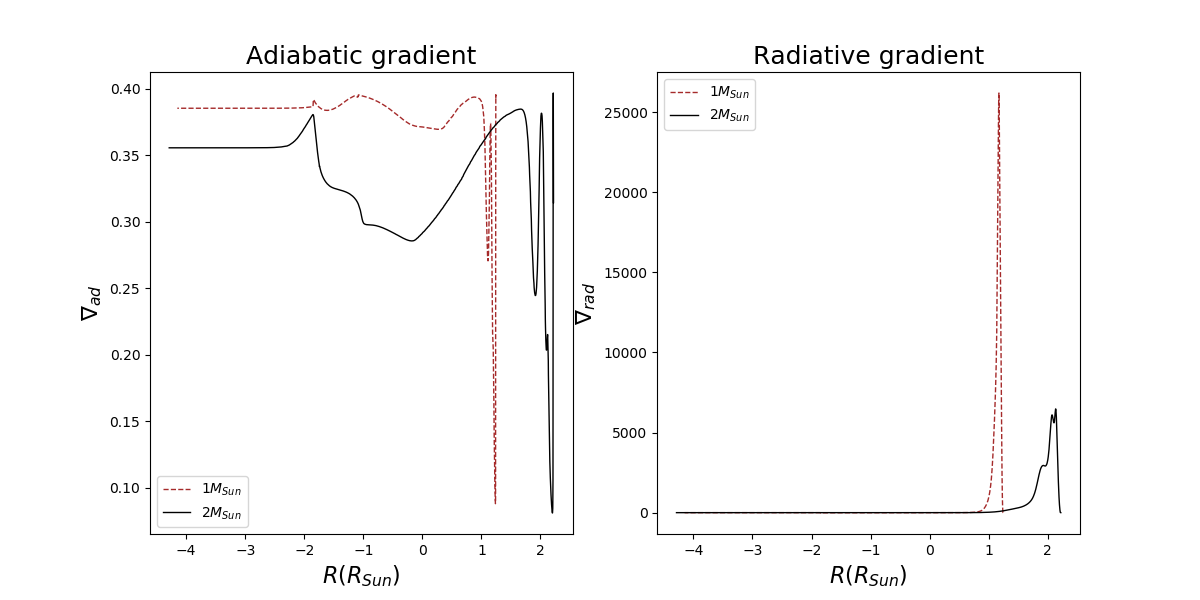 Adiabatic gradient
0.40
0.35
0.30
0.25
0.20
0.15
0.10
∇ad
1MSun
2MSun
−4 −3 −2 −1 0 1 2
R(RSun)
Radiative gradient
1MSun
2MSun
25000
20000
15000
10000
5000
0
∇rad
−4 −3 −2 −1 0 1 2
R(RSun)